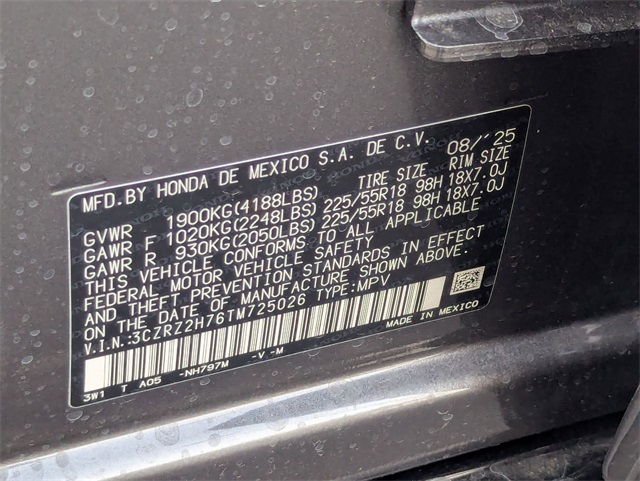 MFD.BY HONDA DE MEXICO S.A. DE C.V. 08/'25
TIRE SIZE RIM SIZE
GVWR 1900KG(4188LBS)
GAWR F 1020KG(2248LBS) 225/55R18 98H 18X7.0J
GAWR R 930KG(2050LBS) 225/55R18 98H 18X7.0J
THIS VEHICLE CONFORMS TO ALL APPLICABLE
FEDERAL MOTOR VEHICLE SAFETY
AND THEFT PREVENTION STANDARDS IN EFFECT
ON THE DATE OF MANUFACTURE SHOWN ABOVE.
V.I.N.:3CZRZ2H76TM725026 TYPE:MPV
MADE IN MEXICO
3W1 T A05 -NH797M -V -M